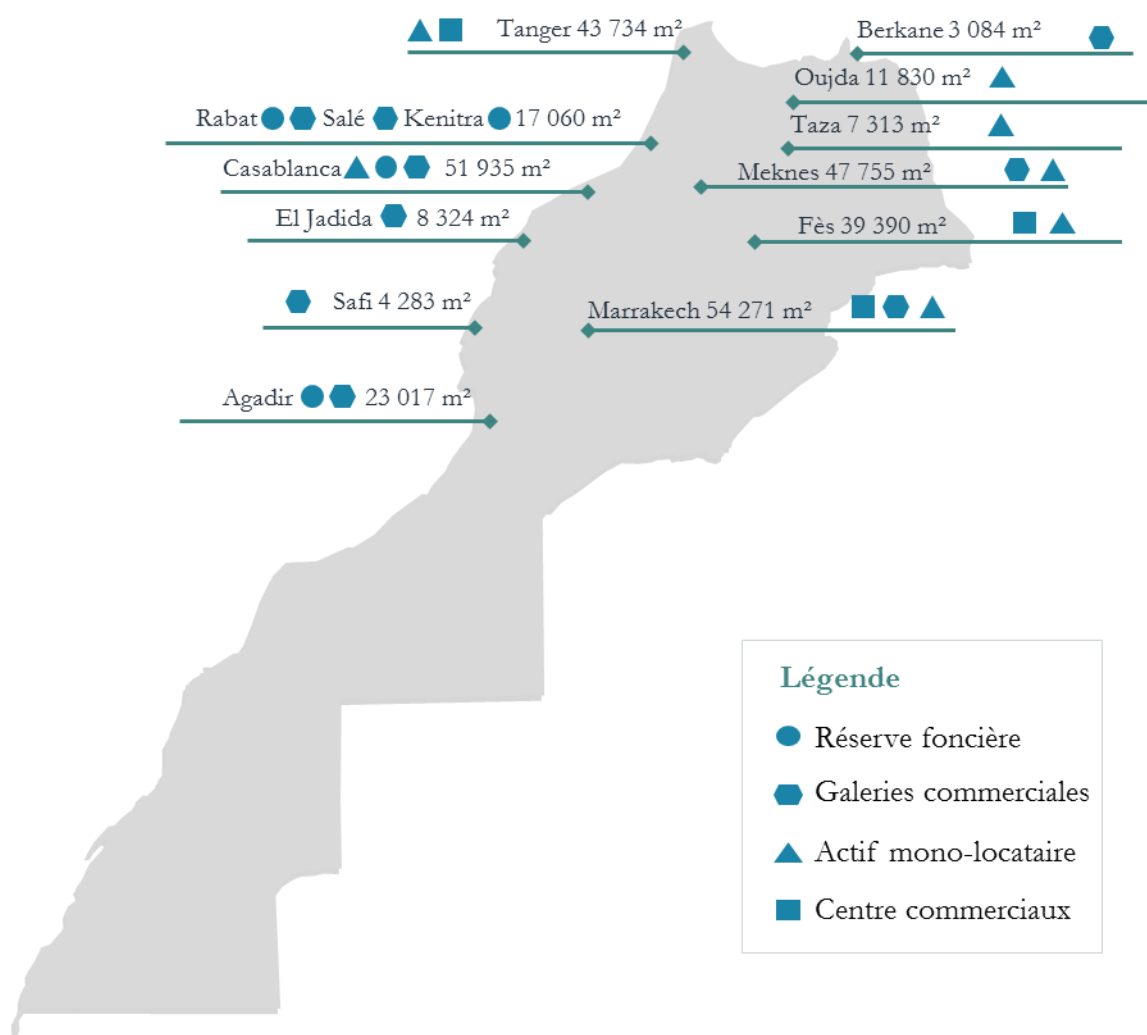 Tanger 43 734 m²
Berkane 3 084 m²
Oujda 11 830 m²
Rabat Salé Kenitra 17 060 m²
Taza 7 313 m²
Casablanca 51 935 m²
Meknes 47 755 m²
El Jadida 8 324 m²
Fès 39 390 m²
Safi 4 283 m²
Marrakech 54 271 m²
Agadir 23 017 m²
Légende
Réserve foncière
Galeries commerciales
Actif mono-locataire
Centre commerciaux